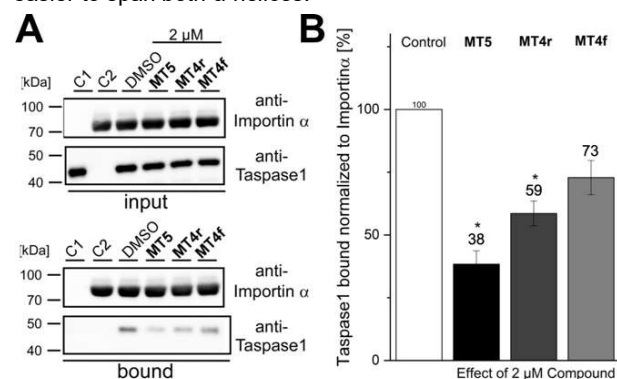 easier to span both α-helices.
A
2 µM
[kDa] C1 C2 DMSO MT5 MT4r MT4f
100
70
anti-
Importin α
50
40
anti-
Taspase1
input
[kDa] C1 C2 DMSO MT5 MT4r MT4f
100
70
anti-
Importin α
50
40
anti-
Taspase1
bound
B
Taspase1 bound normalized to Importinα [%]
Control MT5 MT4r MT4f
100
50
0
100
*
38
*
59
73
Effect of 2 µM Compound